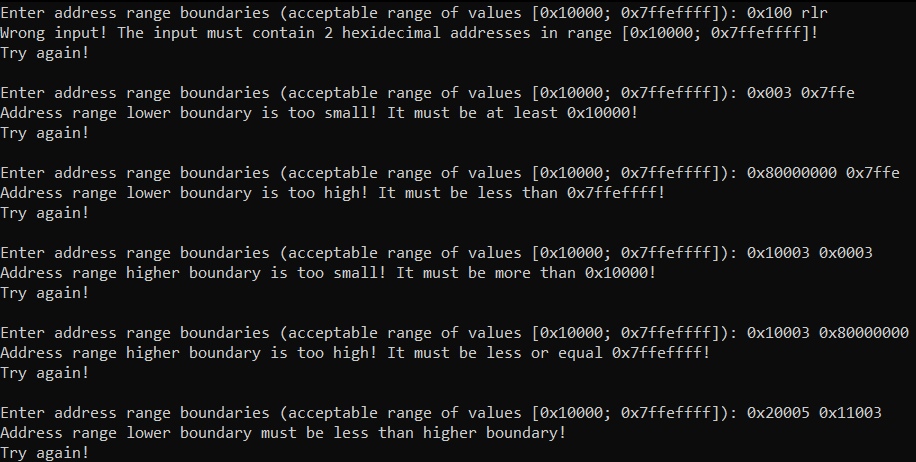 Enter address range boundaries (acceptable range of values [0x10000; 0x7ffeffff]): 0x100 rlr
Wrong input! The input must contain 2 hexidecimal addresses in range [0x10000; 0x7ffeffff]!
Try again!
Enter address range boundaries (acceptable range of values [0x10000; 0x7ffeffff]): 0x003 0x7ffe
Address range lower boundary is too small! It must be at least 0x10000!
Try again!
Enter address range boundaries (acceptable range of values [0x10000; 0x7ffeffff]): 0x80000000 0x7ffe
Address range lower boundary is too high! It must be less than 0x7ffeffff!
Try again!
Enter address range boundaries (acceptable range of values [0x10000; 0x7ffeffff]): 0x10003 0x0003
Address range higher boundary is too small! It must be more than 0x10000!
Try again!
Enter address range boundaries (acceptable range of values [0x10000; 0x7ffeffff]): 0x10003 0x80000000
Address range higher boundary is too high! It must be less or equal 0x7ffeffff!
Try again!
Enter address range boundaries (acceptable range of values [0x10000; 0x7ffeffff]): 0x20005 0x11003
Address range lower boundary must be less than higher boundary!
Try again!